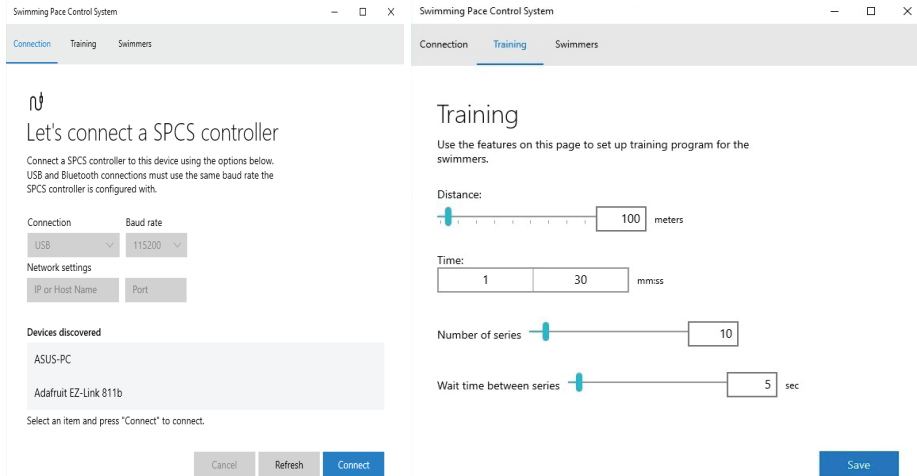 Swimming Pace Control System
Connection Training Swimmers
Let's connect a SPCS controller
Connect a SPCS controller to this device using the options below.
USB and Bluetooth connections must use the same baud rate the
SPCS controller is configured with.
Connection Baud rate
USB 115200
Network settings
IP or Host Name Port
Devices discovered
ASUS-PC
Adafruit EZ-Link 811b
Select an item and press "Connect" to connect.
Cancel Refresh Connect
Swimming Pace Control System
Connection Training Swimmers
Training
Use the features on this page to set up training program for the
swimmers.
Distance:
100 meters
Time:
1 30 mm:ss
Number of series 10
Wait time between series 5 sec
Save